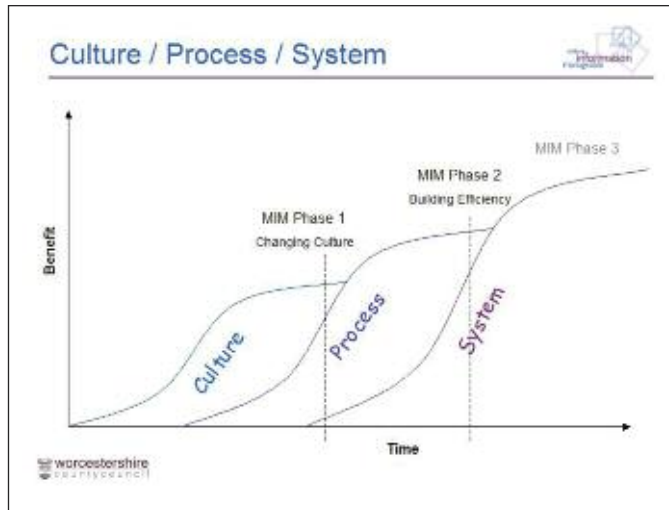 Culture / Process / System
information
MIM Phase 3
MIM Phase 2
Building Efficiency
MIM Phase 1
Changing Culture
Benefit
Culture
Process
System
Time
worcestershire
countycouncil